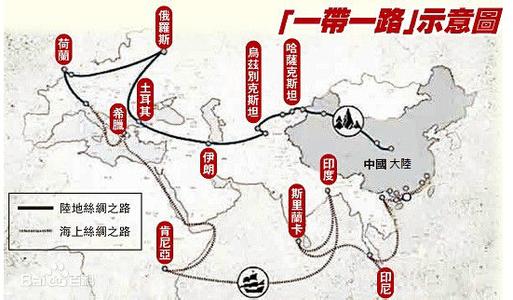 「一帶一路」示意圖
俄羅斯
荷蘭
土耳其
希臘
烏茲別克斯坦
哈薩克斯坦
伊朗
中國 大陸
印度
斯里蘭卡
肯尼亞
印尼
陸地絲綢之路
海上絲綢之路
Bai百科